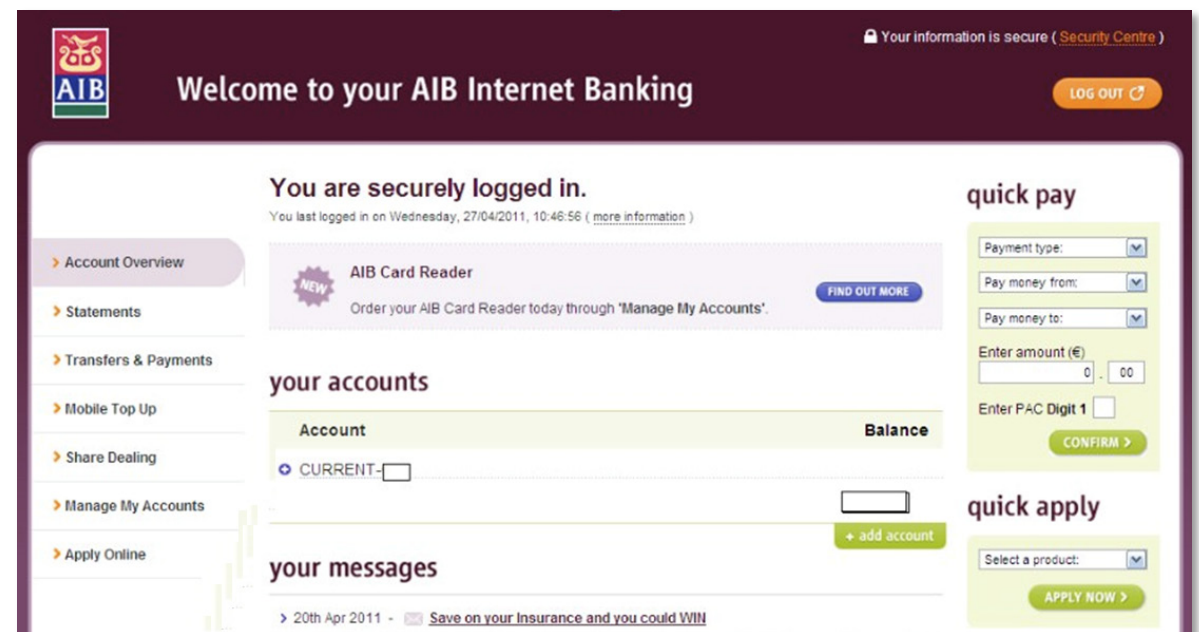 Your information is secure ( Security Centre )
AIB
Welcome to your AIB Internet Banking
LOG OUT
You are securely logged in.
You last logged in on Wednesday, 27/04/2011, 10:46:56 ( more information )
Account Overview
Statements
Transfers & Payments
Mobile Top Up
Share Dealing
Manage My Accounts
Apply Online
NEW
AIB Card Reader
Order your AIB Card Reader today through 'Manage My Accounts'.
FIND OUT MORE
your accounts
Account Balance
CURRENT-
+ add account
your messages
20th Apr 2011 - Save on your Insurance and you could WIN
quick pay
Payment type:
Pay money from:
Pay money to:
Enter amount (€)
0 . 00
Enter PAC Digit 1
CONFIRM >
quick apply
Select a product:
APPLY NOW >